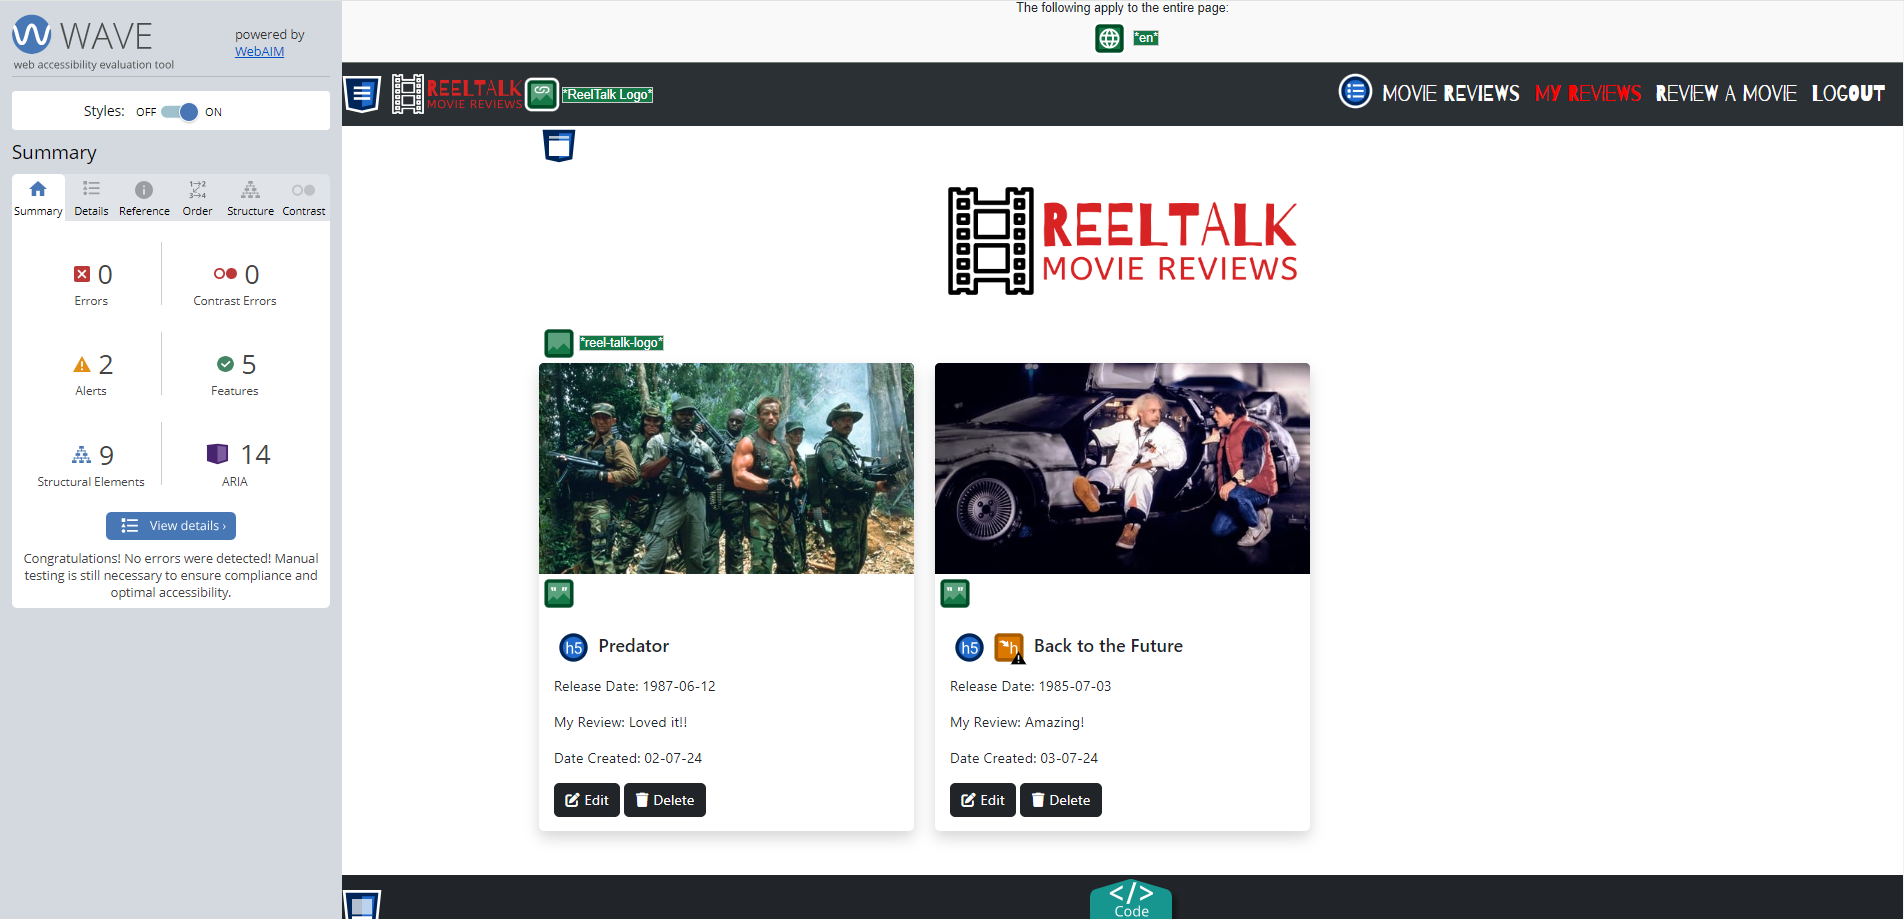 WAVE
web accessibility evaluation tool
powered by
WebAIM
Styles: OFF ON
Summary
Summary Details Reference Order Structure Contrast
0 Errors
0 Contrast Errors
2 Alerts
5 Features
9 Structural Elements
14 ARIA
View details ›
Congratulations! No errors were detected! Manual
testing is still necessary to ensure compliance and
optimal accessibility.
The following apply to the entire page:
*en*
REELTALK
MOVIE REVIEWS
*ReelTalk Logo*
MOVIE REVIEWS MY REVIEWS REVIEW A MOVIE LOGOUT
REELTALK
MOVIE REVIEWS
*reel-talk-logo*
h5 Predator
Release Date: 1987-06-12
My Review: Loved it!!
Date Created: 02-07-24
Edit Delete
h5 h Back to the Future
Release Date: 1985-07-03
My Review: Amazing!
Date Created: 03-07-24
Edit Delete
</>
Code